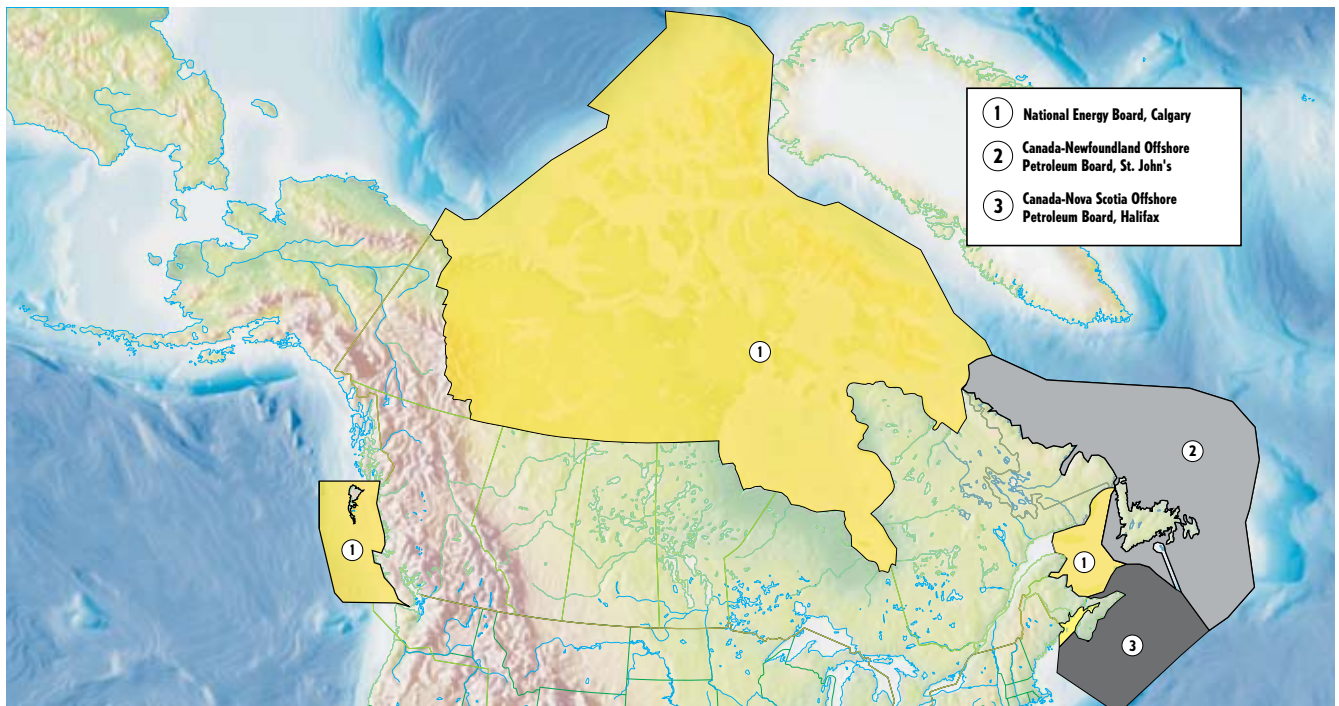 1 National Energy Board, Calgary
2 Canada-Newfoundland Offshore
Petroleum Board, St. John's
3 Canada-Nova Scotia Offshore
Petroleum Board, Halifax
1
2
1
1
3